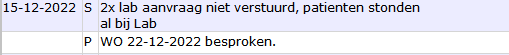 15-12-2022 S 2x lab aanvraag niet verstuurd, patienten stonden
al bij Lab
P WO 22-12-2022 besproken.